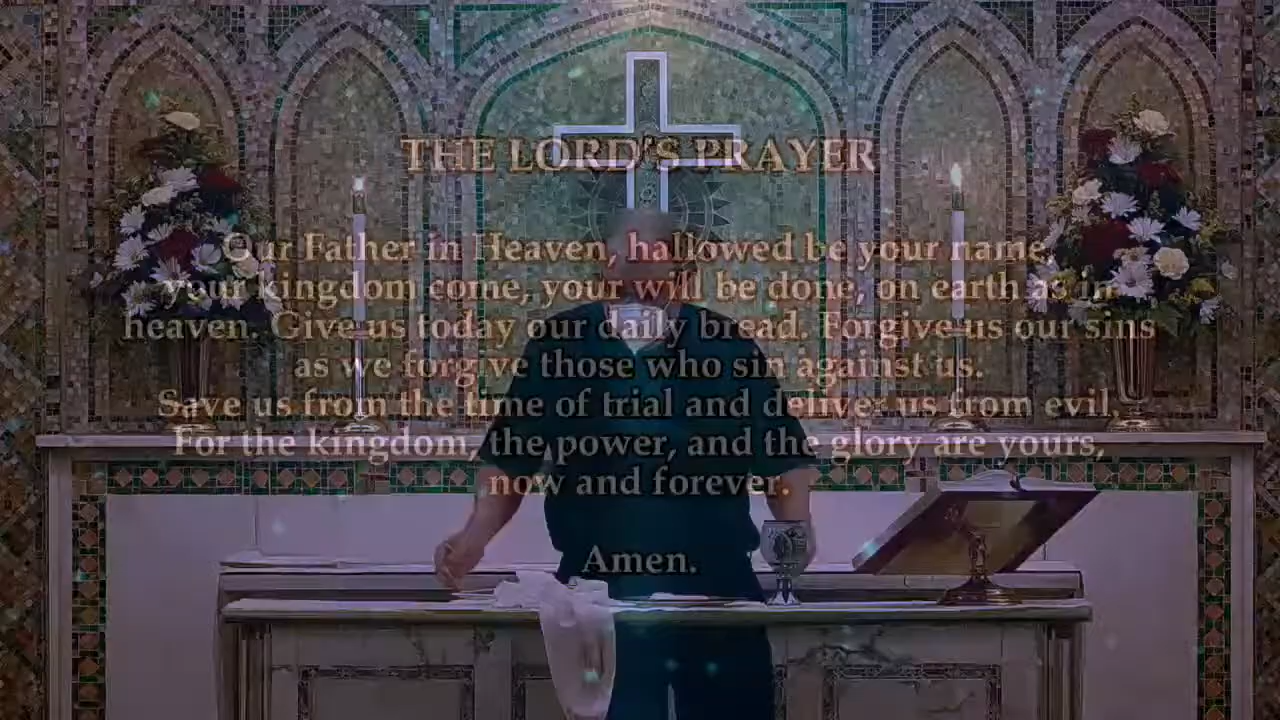 THE LORD'S PRAYER
Our Father in Heaven, hallowed be your name
your kingdom come, your will be done, on earth as in
heaven. Give us today our daily bread. Forgive us our sins
as we forgive those who sin against us.
Save us from the time of trial and deliver us from evil,
For the kingdom, the power, and the glory are yours,
now and forever.
Amen.